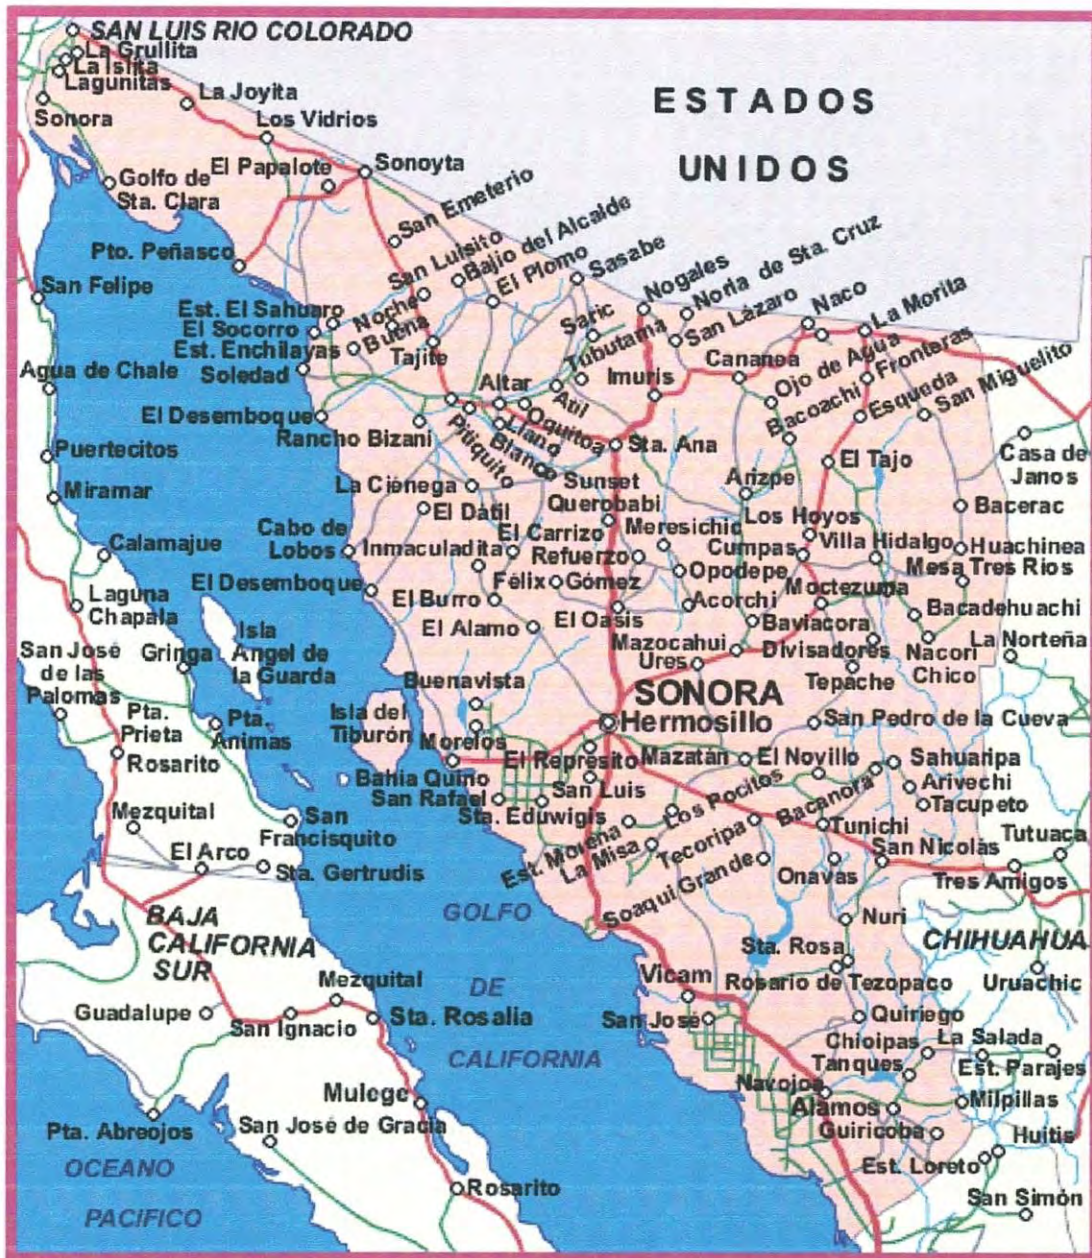 SAN LUIS RIO COLORADO
La Grullita
La Islita
Lagunitas
Sonora
La Joyita
Los Vidrios
El Papalote
Sonoyta
Golfo de
Sta. Clara
ESTADOS
UNIDOS
Pto. Peñasco
San Emeterio
San Luisito
Bajio del Alcalde
El Plomo
Sasabe
Nogales
Noria de Sta. Cruz
San Lázaro
Naco
La Morita
San Felipe
Est. El Sahuaro
El Socorro
Noche
Buena
Est. Enchilayas
Soledad
Tajite
Saric
Tubutama
Atil
Altar
Oquitoa
Imuris
Cananea
Ojo de Agua
Bacoachi
Fronteras
Esqueda
San Miguelito
Agua de Chale
El Desemboque
Rancho Bizani
Pitiquito
Llano
Blanco
Sta. Ana
El Tajo
Casa de
Janos
Puertecitos
Miramar
La Ciénega
El Dátil
Sunset
Querobabi
Arizpe
Bacerac
Cabo de
Lobos
Inmaculadita
El Carrizo
Meresichic
Refuerzo
Los Hoyos
Cumpas
Villa Hidalgo
Huachinea
Mesa Tres Rios
Calamajue
El Desemboque
Félix Gómez
Opodepe
Moctezuma
Laguna
Chapala
El Burro
El Oasis
Acorchi
Baviacora
Bacadehuachi
Isla
Angel de
la Guarda
El Alamo
Mazocahui
Divisadores
Nacori
Chico
La Norteña
San José
de las
Palomas
Gringa
Ures
Tepache
Buenavista
SONORA
Hermosillo
San Pedro de la Cueva
Pta.
Prieta
Pta.
Animas
Isla del
Tiburón
Morelos
El Represito
Mazatán
El Novillo
Sahuaripa
Rosarito
Bahia Quino
San Rafael
Sta. Eduwigis
San Luis
Los Pocitos
Bacanora
Arivechi
Tacupeto
Mezquital
San
Francisquito
Est. Morena
La Misa
Tecoripa
Tunichi
San Nicolás
Tutuaca
El Arco
Sta. Gertrudis
Soaqui Grande
Onavas
Tres Amigos
BAJA
CALIFORNIA
SUR
GOLFO
DE
CALIFORNIA
Nuri
CHIHUAHUA
Sta. Rosa
Rosario de Tezopaco
Uruachic
Mezquital
Vicam
Guadalupe
San Ignacio
Sta. Rosalia
San José
Quiriego
Chioipas
La Salada
Tanques
Est. Parajes
Mulege
Navojoa
Alamos
Milpillas
Pta. Abreojos
San José de Gracia
Guiricoba
Huitis
Est. Loreto
OCEANO
PACIFICO
Rosarito
San Simón